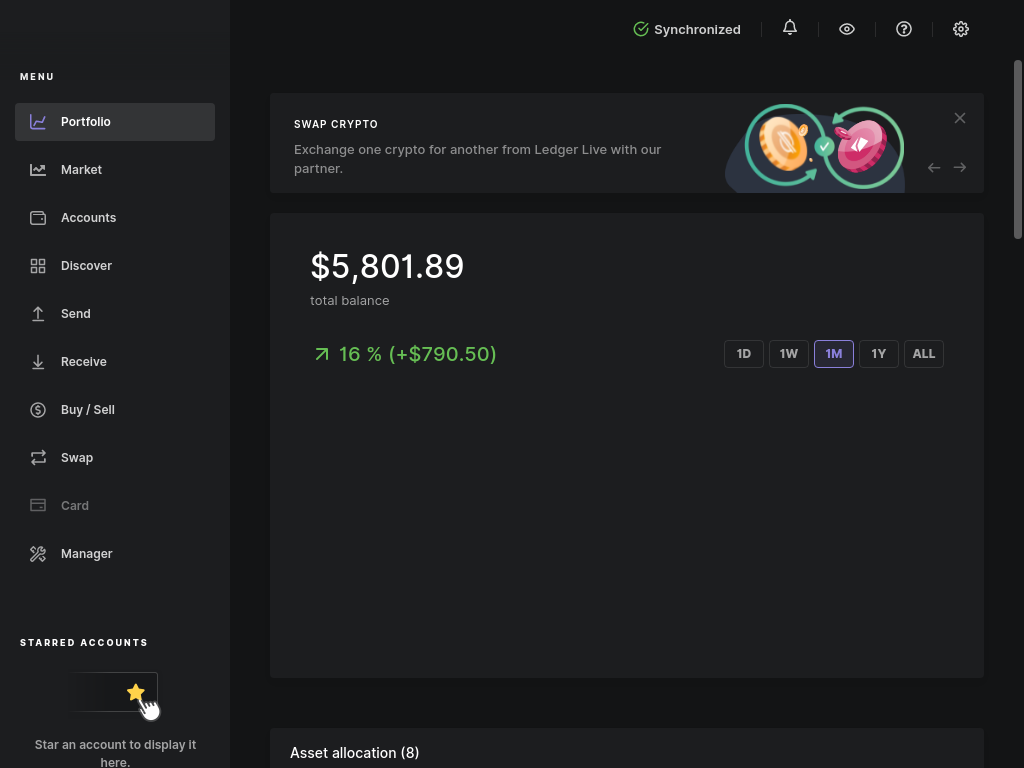 Synchronized
MENU
Portfolio
Market
Accounts
Discover
Send
Receive
Buy / Sell
Swap
Card
Manager
STARRED ACCOUNTS
Star an account to display it
here.
SWAP CRYPTO
Exchange one crypto for another from Ledger Live with our
partner.
$5,801.89
total balance
16 % (+$790.50)
1D 1W 1M 1Y ALL
Asset allocation (8)